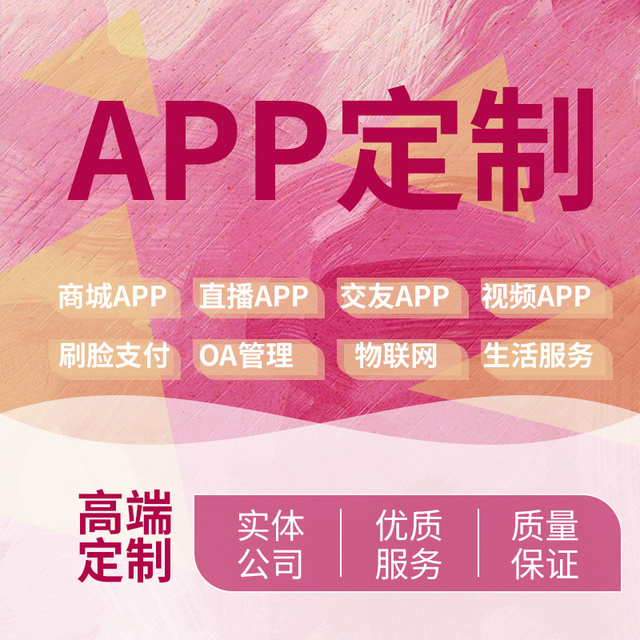 APP定制
商城APP 直播APP 交友APP 视频APP
刷脸支付 OA管理 物联网 生活服务
高端
定制
实体 优质 质量
公司 服务 保证